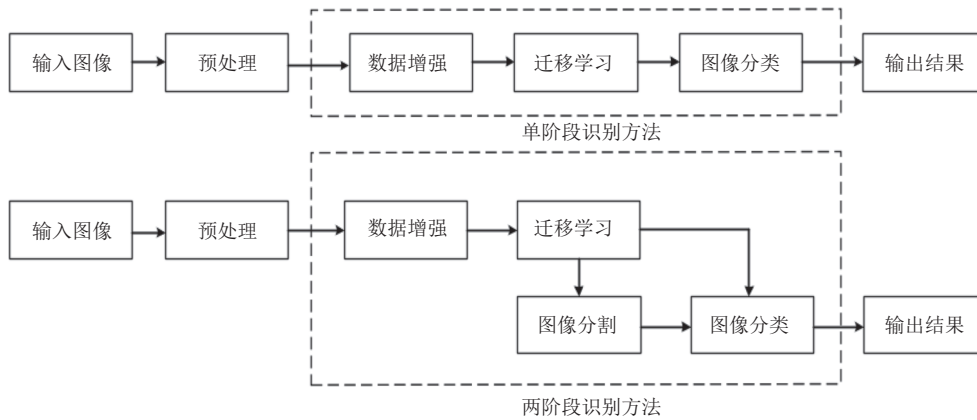 输入图像
预处理
数据增强
迁移学习
图像分类
输出结果
单阶段识别方法
输入图像
预处理
数据增强
迁移学习
图像分割
图像分类
输出结果
两阶段识别方法